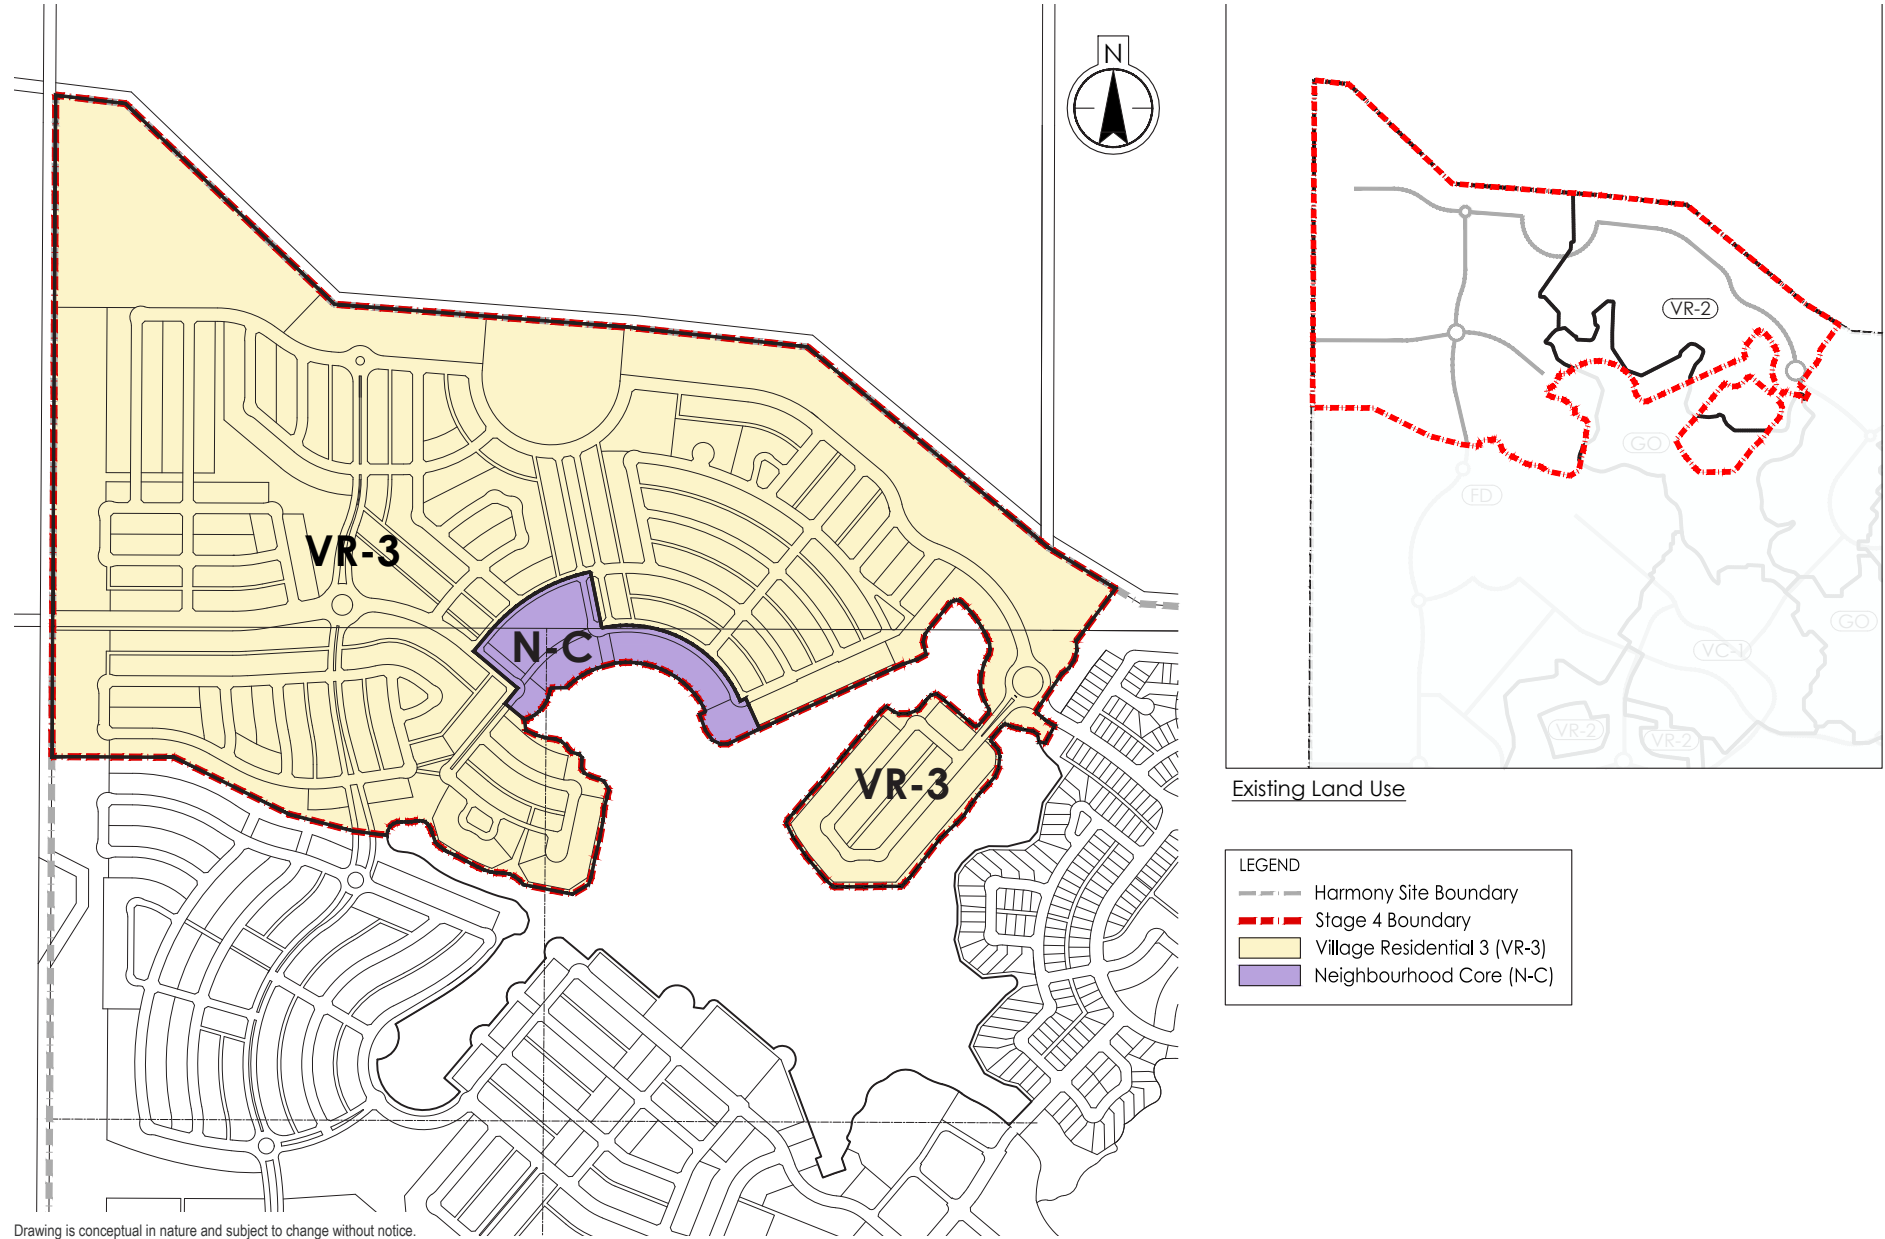 N
VR-3
N-C
VR-3
Drawing is conceptual in nature and subject to change without notice.
VR-2
GO
FD
GO
VC-1
VR-2
VR-2
Existing Land Use
LEGEND
Harmony Site Boundary
Stage 4 Boundary
Village Residential 3 (VR-3)
Neighbourhood Core (N-C)